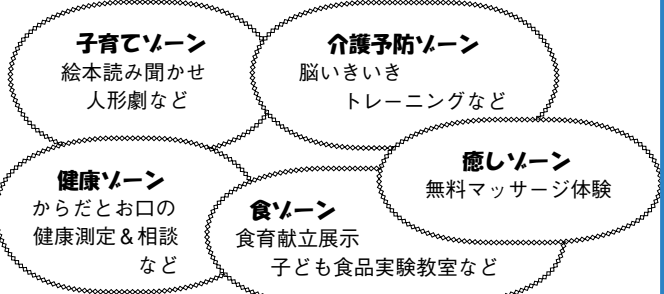 子育てゾーン
絵本読み聞かせ
人形劇など
介護予防ゾーン
脳いきいき
トレーニングなど
癒しゾーン
無料マッサージ体験
健康ゾーン
からだとお口の
健康測定&相談
など
食ゾーン
食育献立展示
子ども食品実験教室など